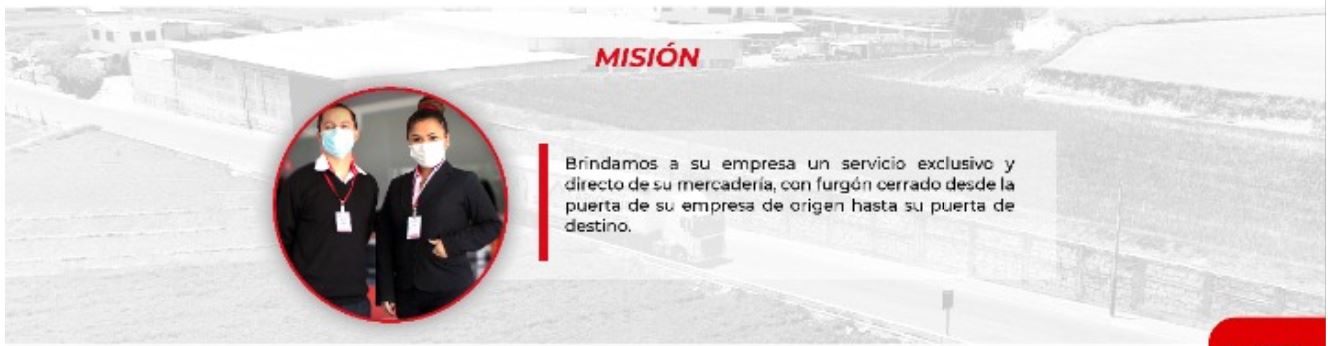 MISIÓN
Brindamos a su empresa un servicio exclusivo y
directo de su mercadería, con furgón cerrado desde la
puerta de su empresa de origen hasta su puerta de
destino.